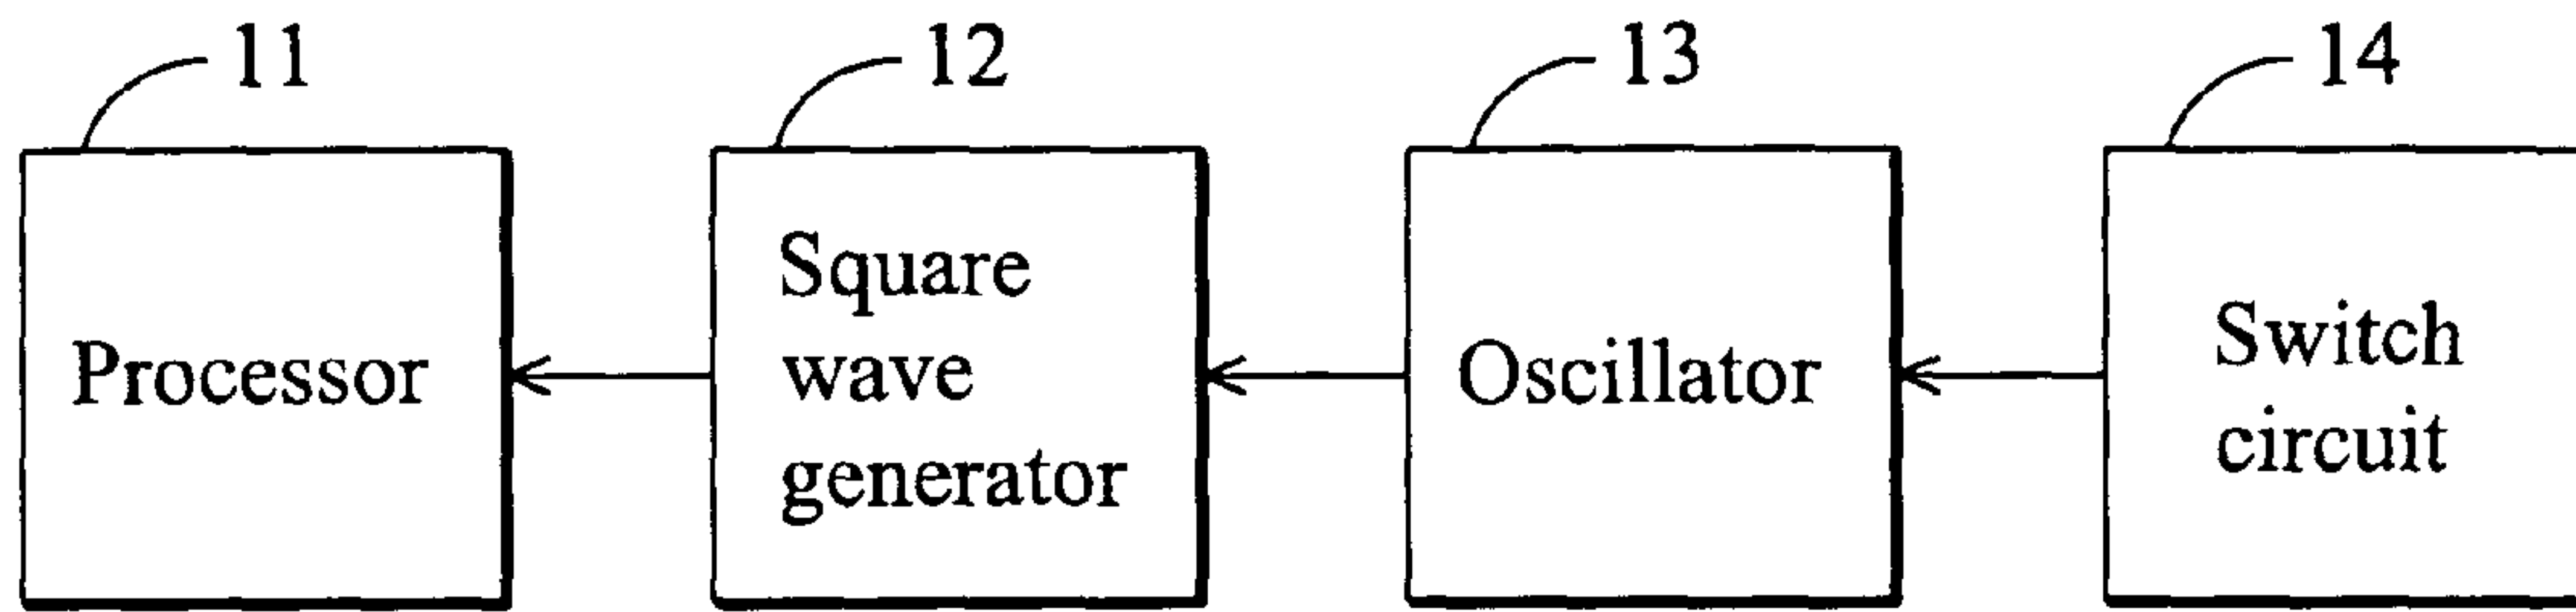 11
12
13
14
Processor
Square
wave
generator
Oscillator
Switch
circuit